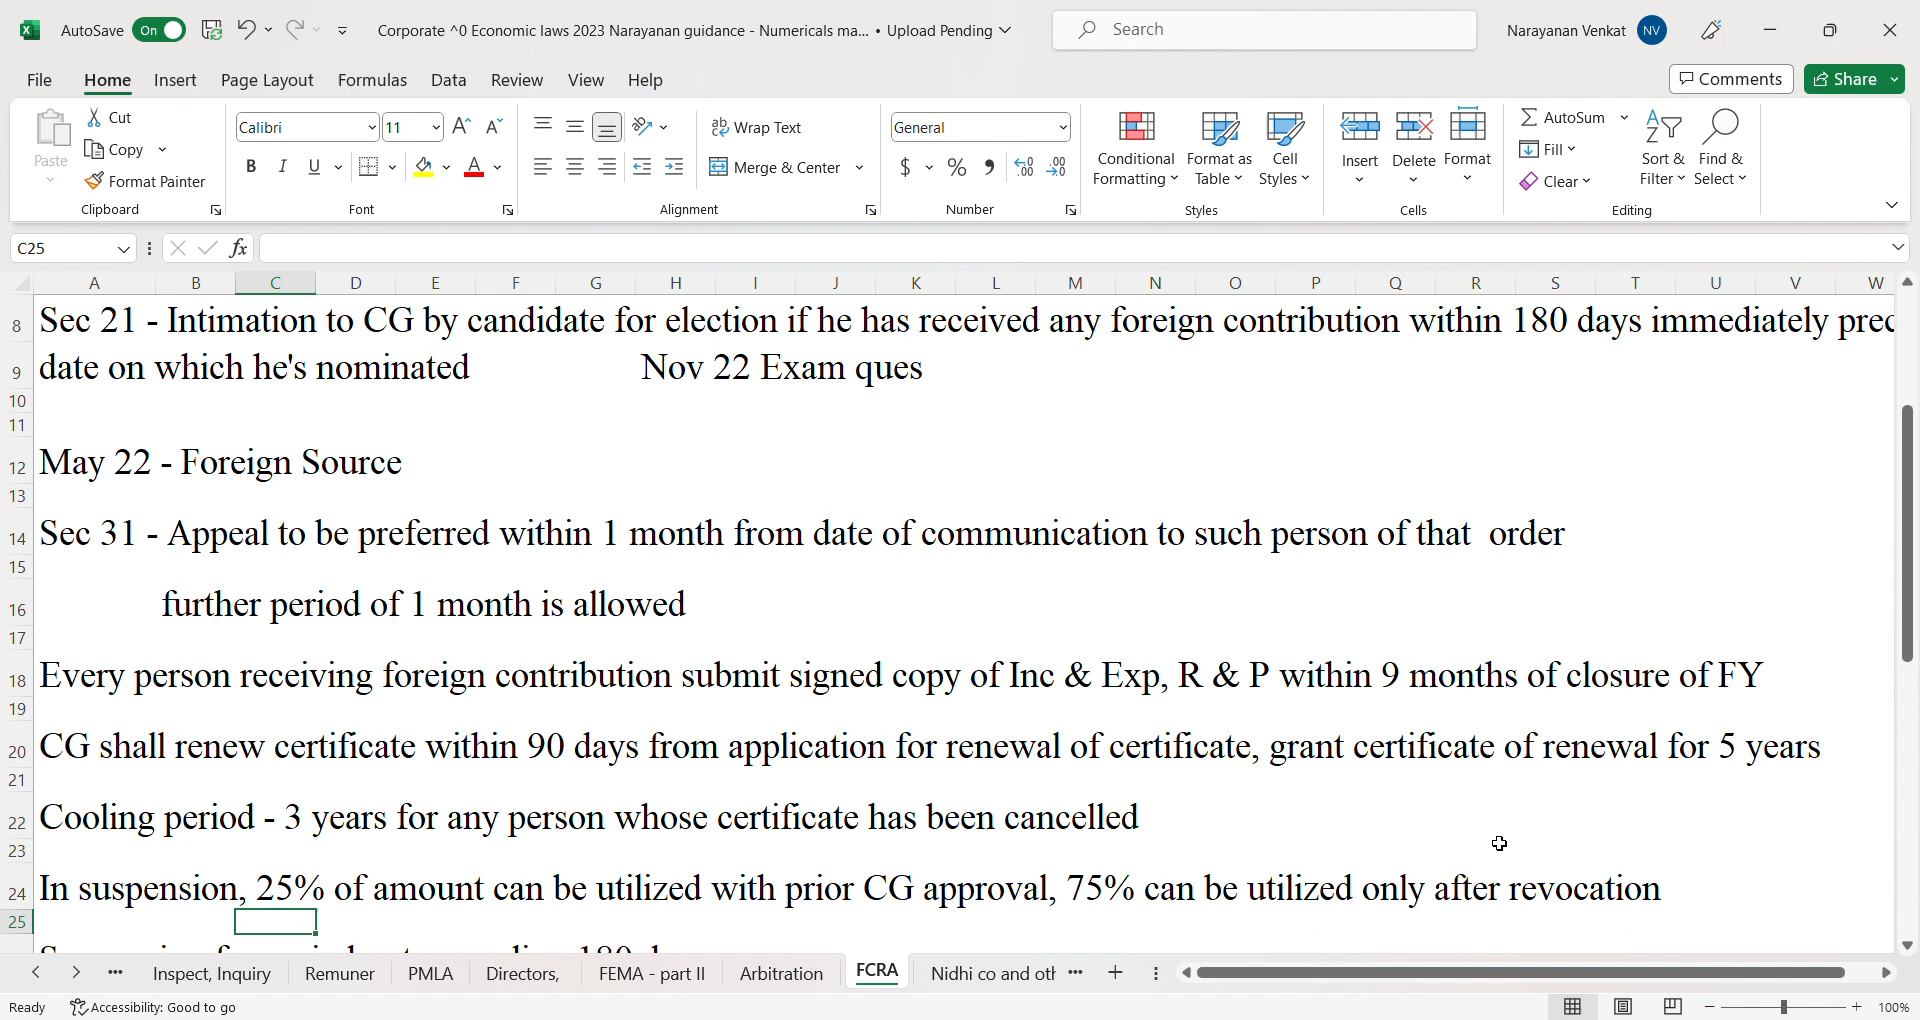 AutoSave On Corporate ^0 Economic laws 2023 Narayanan guidance - Numericals ma... • Upload Pending Search Narayanan Venkat NV
File Home Insert Page Layout Formulas Data Review View Help Comments Share
Paste Cut Copy Format Painter Clipboard
Calibri 11 B I U A Font
Wrap Text Merge & Center Alignment
General $ % Number
Conditional Formatting Format as Table Cell Styles Styles
Insert Delete Format Cells
AutoSum Fill Clear Sort & Filter Find & Select Editing
C25 fx
A B C D E F G H I J K L M N O P Q R S T U V W
8 Sec 21 - Intimation to CG by candidate for election if he has received any foreign contribution within 180 days immediately prec
9 date on which he's nominated Nov 22 Exam ques
10
11
12 May 22 - Foreign Source
13
14 Sec 31 - Appeal to be preferred within 1 month from date of communication to such person of that order
15
16 further period of 1 month is allowed
17
18 Every person receiving foreign contribution submit signed copy of Inc & Exp, R & P within 9 months of closure of FY
19
20 CG shall renew certificate within 90 days from application for renewal of certificate, grant certificate of renewal for 5 years
21
22 Cooling period - 3 years for any person whose certificate has been cancelled
23
24 In suspension, 25% of amount can be utilized with prior CG approval, 75% can be utilized only after revocation
25
Inspect, Inquiry Remuner PMLA Directors, FEMA - part II Arbitration FCRA Nidhi co and oth
Ready Accessibility: Good to go 100%